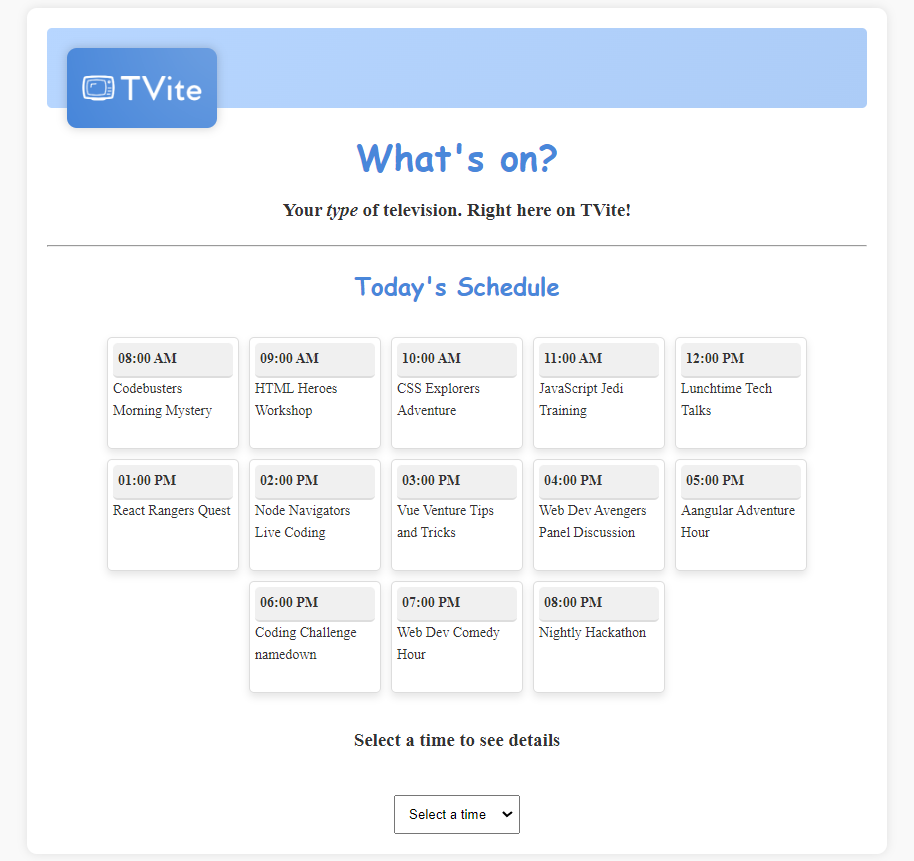 TVite
What's on?
Your type of television. Right here on TVite!
Today's Schedule
08:00 AM
Codebusters
Morning Mystery
09:00 AM
HTML Heroes
Workshop
10:00 AM
CSS Explorers
Adventure
11:00 AM
JavaScript Jedi
Training
12:00 PM
Lunchtime Tech
Talks
01:00 PM
React Rangers Quest
02:00 PM
Node Navigators
Live Coding
03:00 PM
Vue Venture Tips
and Tricks
04:00 PM
Web Dev Avengers
Panel Discussion
05:00 PM
Aangular Adventure
Hour
06:00 PM
Coding Challenge
namedown
07:00 PM
Web Dev Comedy
Hour
08:00 PM
Nightly Hackathon
Select a time to see details
Select a time